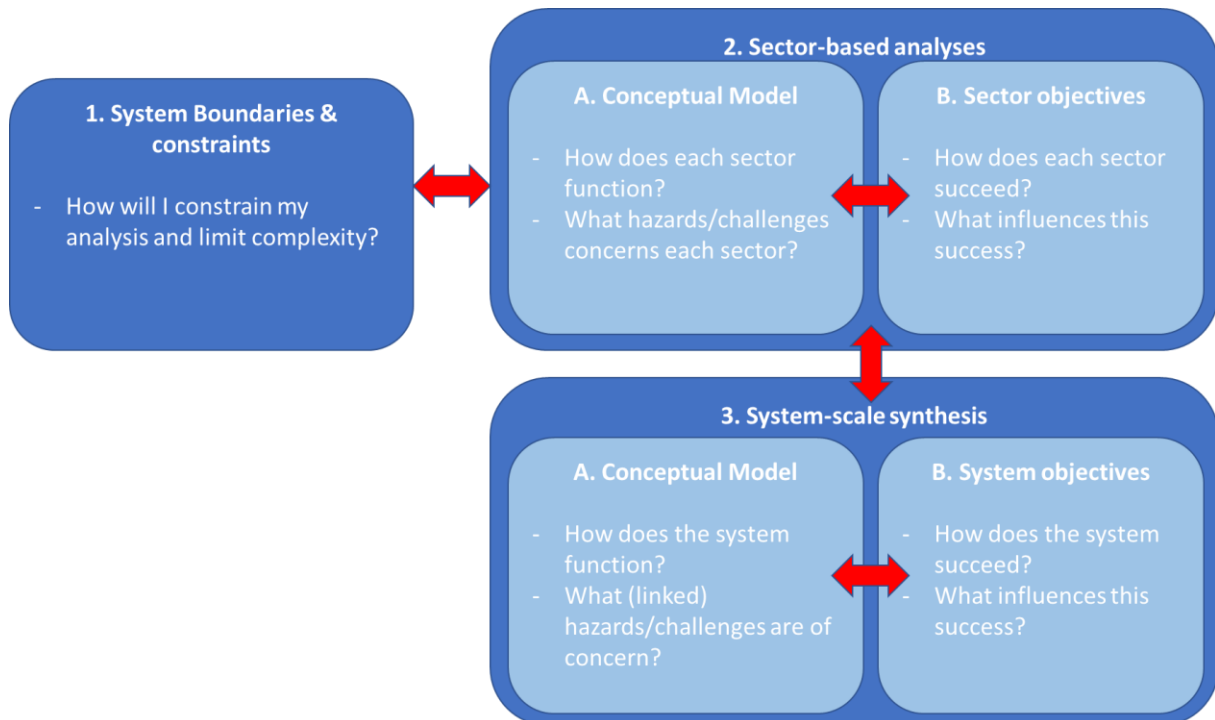 1. System Boundaries &
constraints
- How will I constrain my
analysis and limit complexity?
2. Sector-based analyses
A. Conceptual Model
- How does each sector
function?
- What hazards/challenges
concerns each sector?
B. Sector objectives
- How does each sector
succeed?
- What influences this
success?
3. System-scale synthesis
A. Conceptual Model
- How does the system
function?
- What (linked)
hazards/challenges are of
concern?
B. System objectives
- How does the system
succeed?
- What influences this
success?